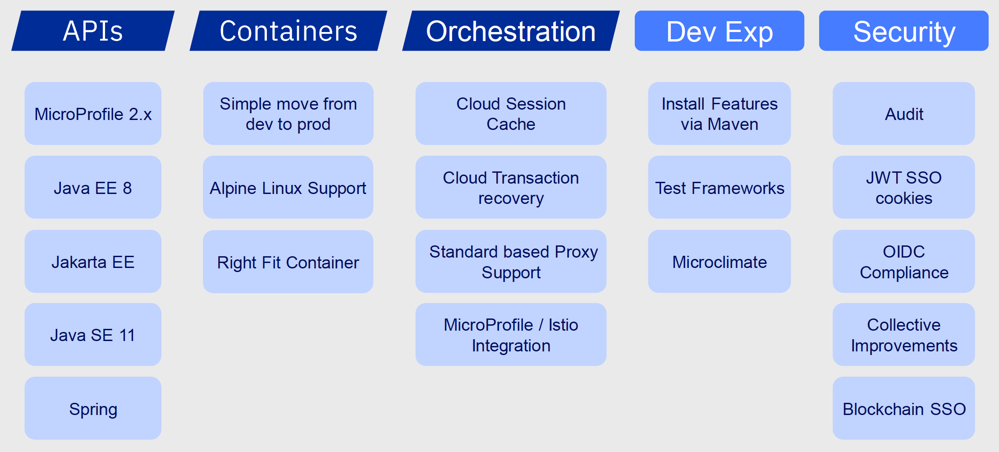 APIs
Containers
Orchestration
Dev Exp
Security
MicroProfile 2.x
Java EE 8
Jakarta EE
Java SE 11
Spring
Simple move from
dev to prod
Alpine Linux Support
Right Fit Container
Cloud Session
Cache
Cloud Transaction
recovery
Standard based Proxy
Support
MicroProfile / Istio
Integration
Install Features
via Maven
Test Frameworks
Microclimate
Audit
JWT SSO
cookies
OIDC
Compliance
Collective
Improvements
Blockchain SSO